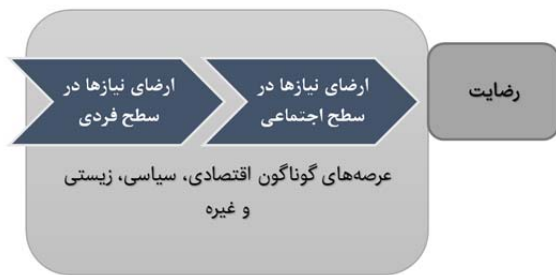 ارضای نیازها در
سطح فردی
ارضای نیازها در
سطح اجتماعی
رضایت
عرصه‌های گوناگون اقتصادی، سیاسی، زیستی
و غیره